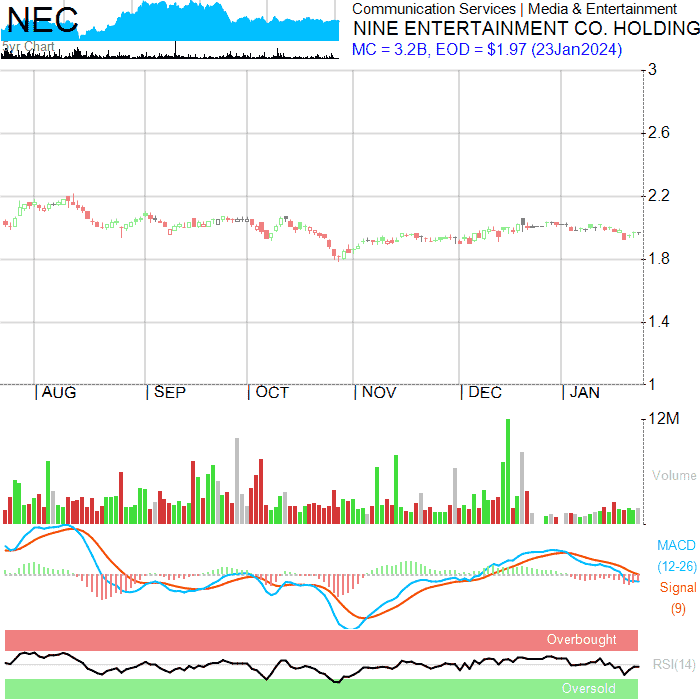 NEC
5yr Chart
Communication Services | Media & Entertainment
NINE ENTERTAINMENT CO. HOLDING
MC = 3.2B, EOD = $1.97 (23Jan2024)
3
2.6
2.2
1.8
1.4
1
AUG
SEP
OCT
NOV
DEC
JAN
12M
Volume
MACD
(12-26)
Signal
(9)
Overbought
RSI(14)
Oversold